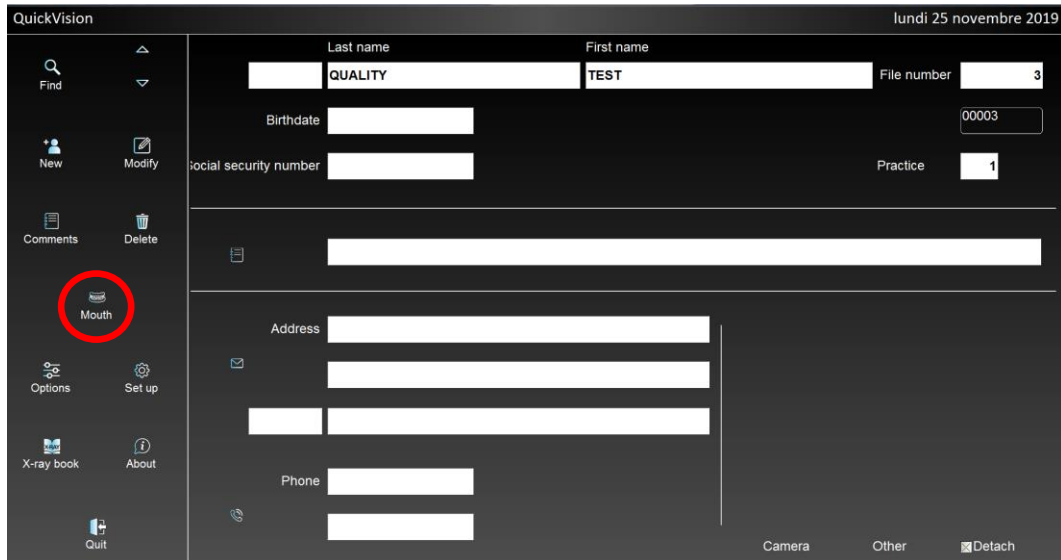 QuickVision lundi 25 novembre 2019
Find
New Modify
Comments Delete
Mouth
Options Set up
X-RAY
X-ray book About
Quit
Last name First name
QUALITY TEST File number 3
Birthdate 00003
Social security number Practice 1
Address
Phone
Camera Other Detach